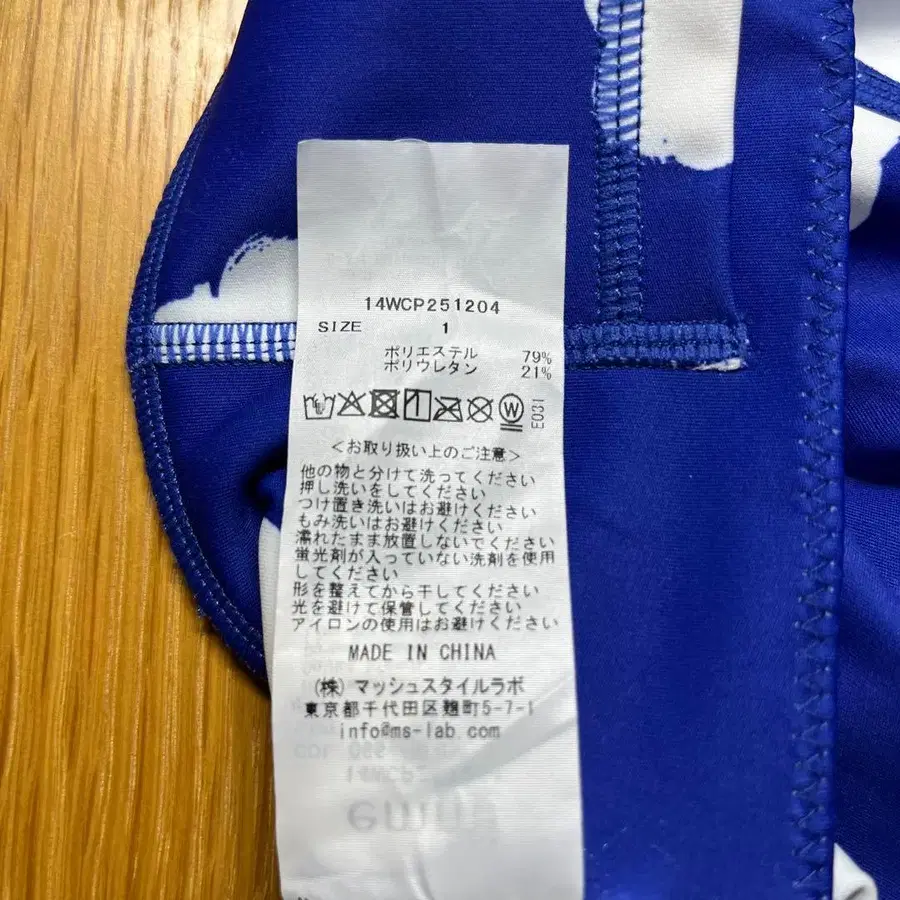 14WCP251204
SIZE 1
ポリエステル 79%
ポリウレタン 21%
W
E031
<お取り扱い上のご注意>
他の物と分けて洗ってください
押し洗いをしてください
つけ置き洗いはお避けください
もみ洗いはお避けください
濡れたまま放置しないでください
蛍光剤が入っていない洗剤を使用
してください
形を整えてから干してください
光を避けて保管してください
アイロンの使用はお避けください
MADE IN CHINA
(株) マッシュスタイルラボ
東京都千代田区麹町5-7-1
info@ms-lab.com